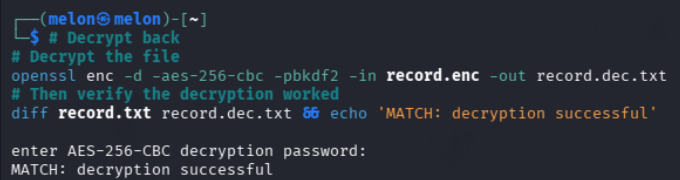 ┌──(melon㉿melon)-[~]
└─$ # Decrypt back
# Decrypt the file
openssl enc -d -aes-256-cbc -pbkdf2 -in record.enc -out record.dec.txt
# Then verify the decryption worked
diff record.txt record.dec.txt && echo 'MATCH: decryption successful'
enter AES-256-CBC decryption password:
MATCH: decryption successful